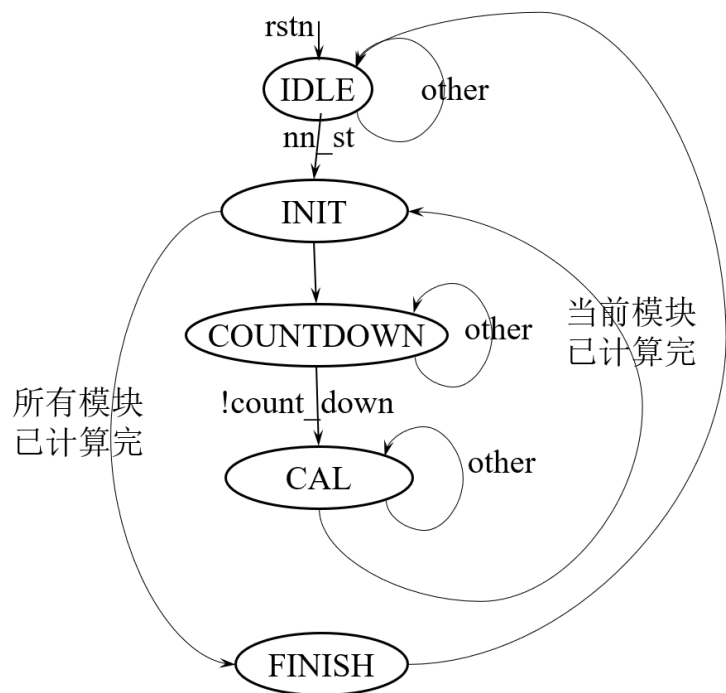 rstn
IDLE
other
nn_st
INIT
COUNTDOWN
other
当前模块
已计算完
!count_down
所有模块
已计算完
CAL
other
FINISH